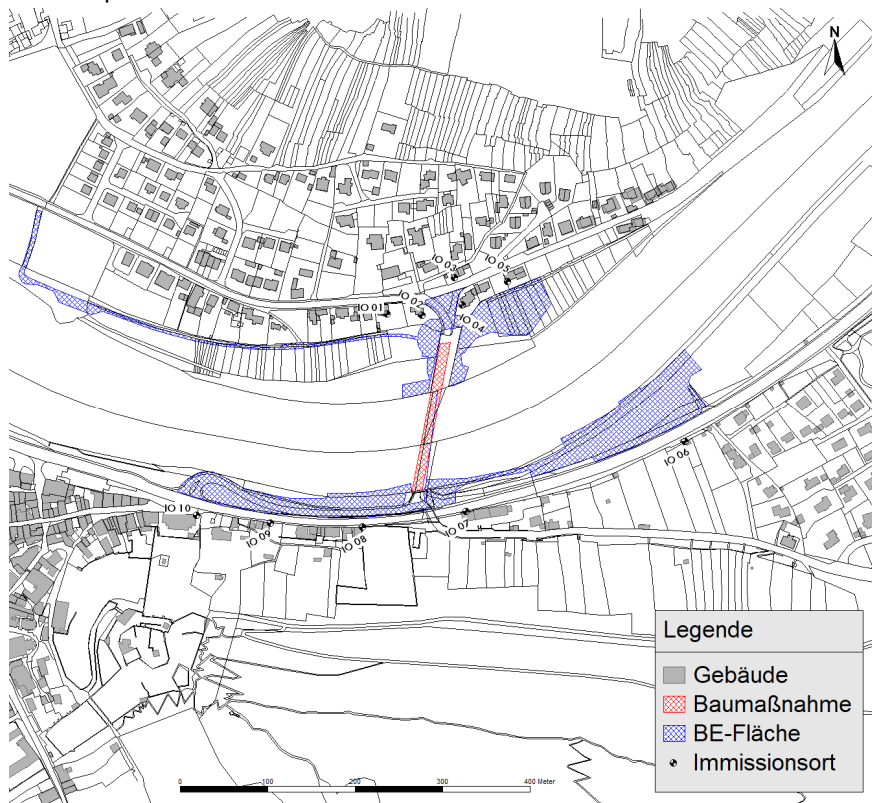 N
IO 03
IO 05
IO 02
IO 01
IO 04
IO 06
IO 07
IO 10
IO 09
IO 08
Legende
Gebäude
Baumaßnahme
BE-Fläche
Immissionsort
0 100 200 300 400 Meter